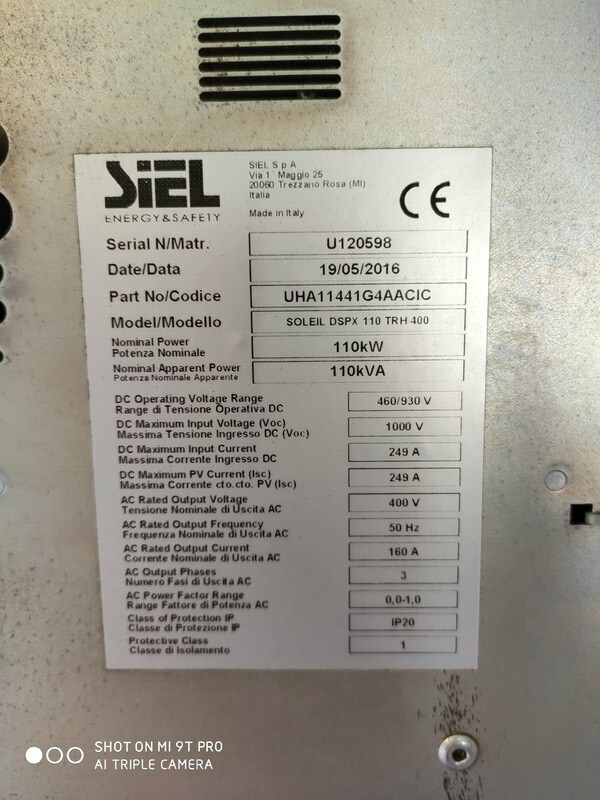 SIEL
ENERGY&SAFETY
SIEL S.p.A.
Via 1° Maggio 25
20060 Trezzano Rosa (MI)
Italia
Made in Italy
CE
Serial N/Matr. U120598
Date/Data 19/05/2016
Part No/Codice UHA11441G4AACIC
Model/Modello SOLEIL DSPX 110 TRH 400
Nominal Power
Potenza Nominale 110kW
Nominal Apparent Power
Potenza Nominale Apparente 110kVA
DC Operating Voltage Range
Range di Tensione Operativa DC 460/930 V
DC Maximum Input Voltage (Voc)
Massima Tensione Ingresso DC (Voc) 1000 V
DC Maximum Input Current
Massima Corrente Ingresso DC 249 A
DC Maximum PV Current (Isc)
Massima Corrente cto.cto. PV (Isc) 249 A
AC Rated Output Voltage
Tensione Nominale di Uscita AC 400 V
AC Rated Output Frequency
Frequenza Nominale di Uscita AC 50 Hz
AC Rated Output Current
Corrente Nominale di Uscita AC 160 A
AC Output Phases
Numero Fasi di Uscita AC 3
AC Power Factor Range
Range Fattore di Potenza AC 0,0-1,0
Class of Protection IP
Classe di Protezione IP IP20
Protective Class
Classe di Isolamento 1
SHOT ON MI 9T PRO
AI TRIPLE CAMERA